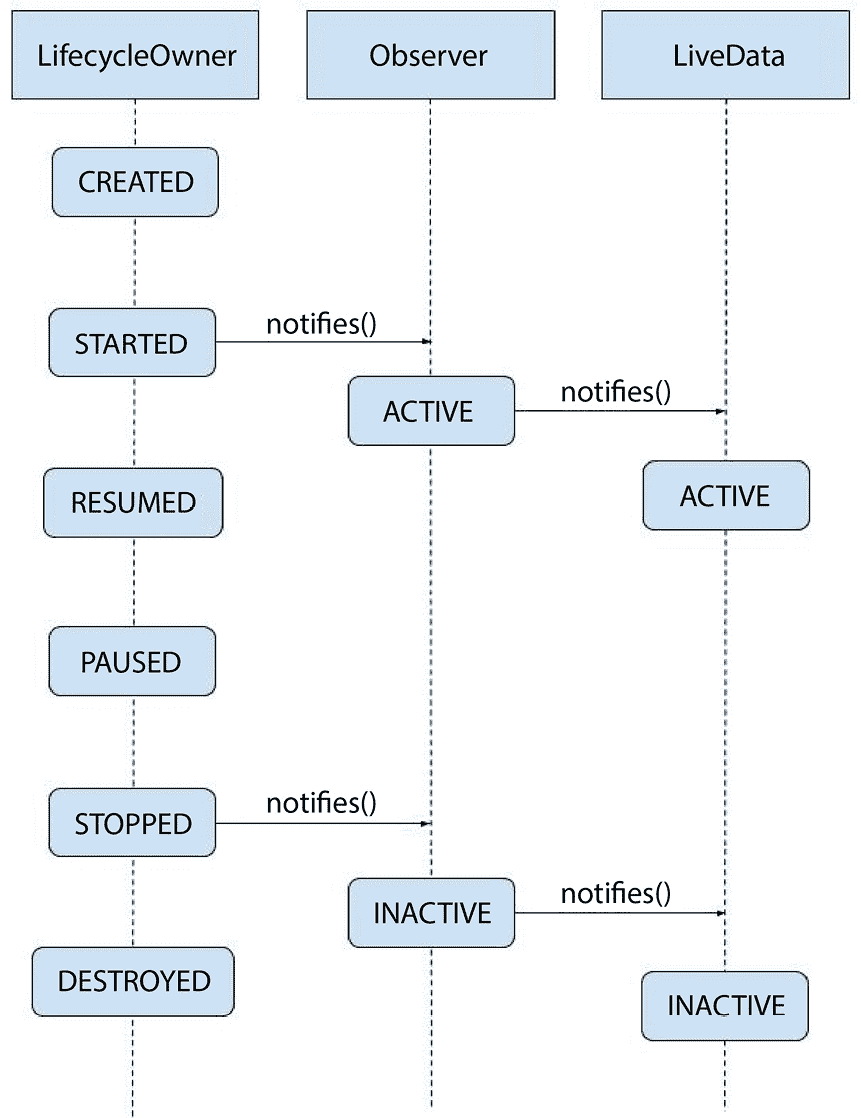 LifecycleOwner
Observer
LiveData
CREATED
STARTED
notifies()
ACTIVE
notifies()
RESUMED
ACTIVE
PAUSED
STOPPED
notifies()
INACTIVE
notifies()
DESTROYED
INACTIVE